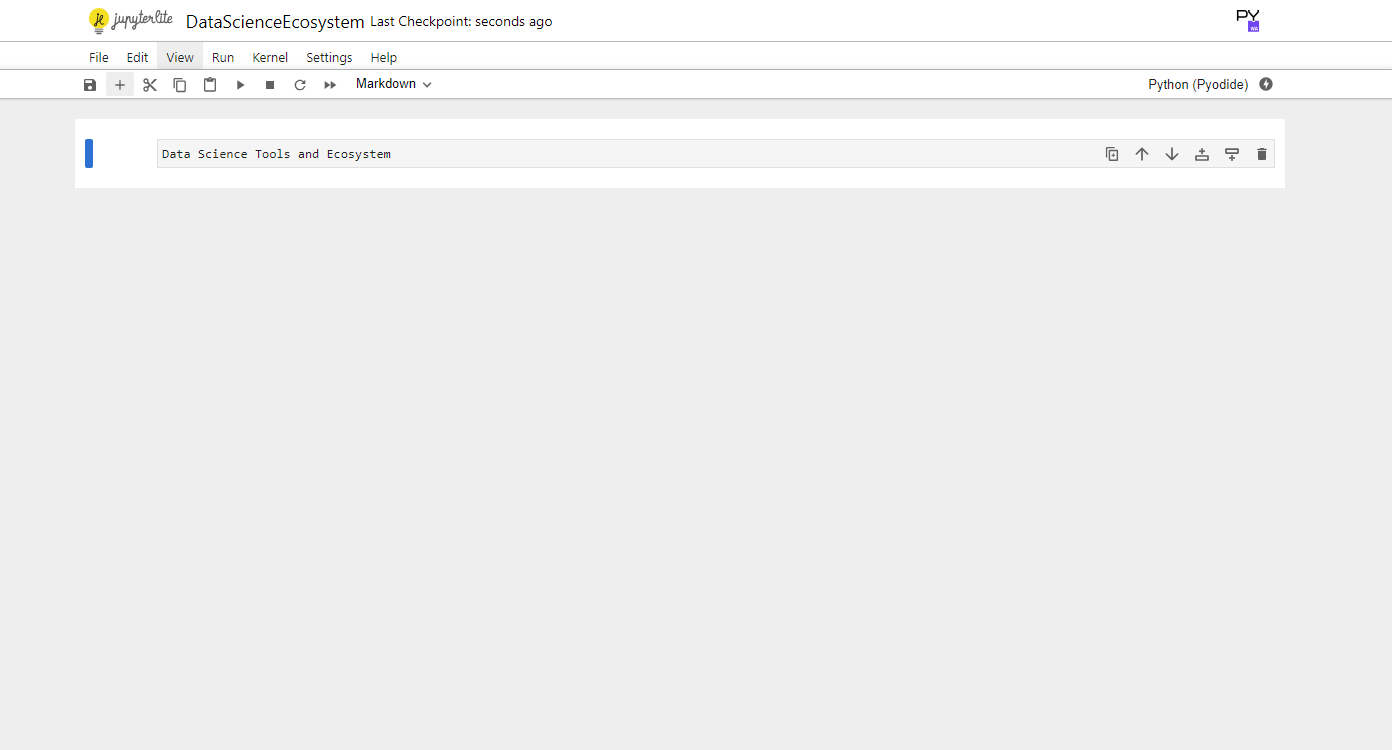 jupyterlite DataScienceEcosystem Last Checkpoint: seconds ago PY
File Edit View Run Kernel Settings Help
Markdown Python (Pyodide)
Data Science Tools and Ecosystem